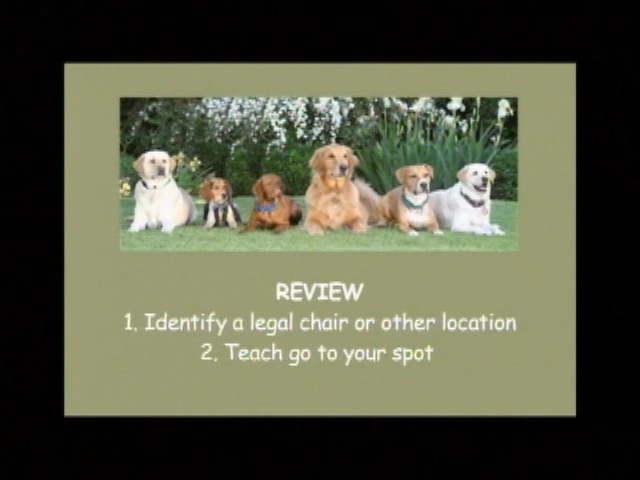 REVIEW
1. Identify a legal chair or other location
2. Teach go to your spot